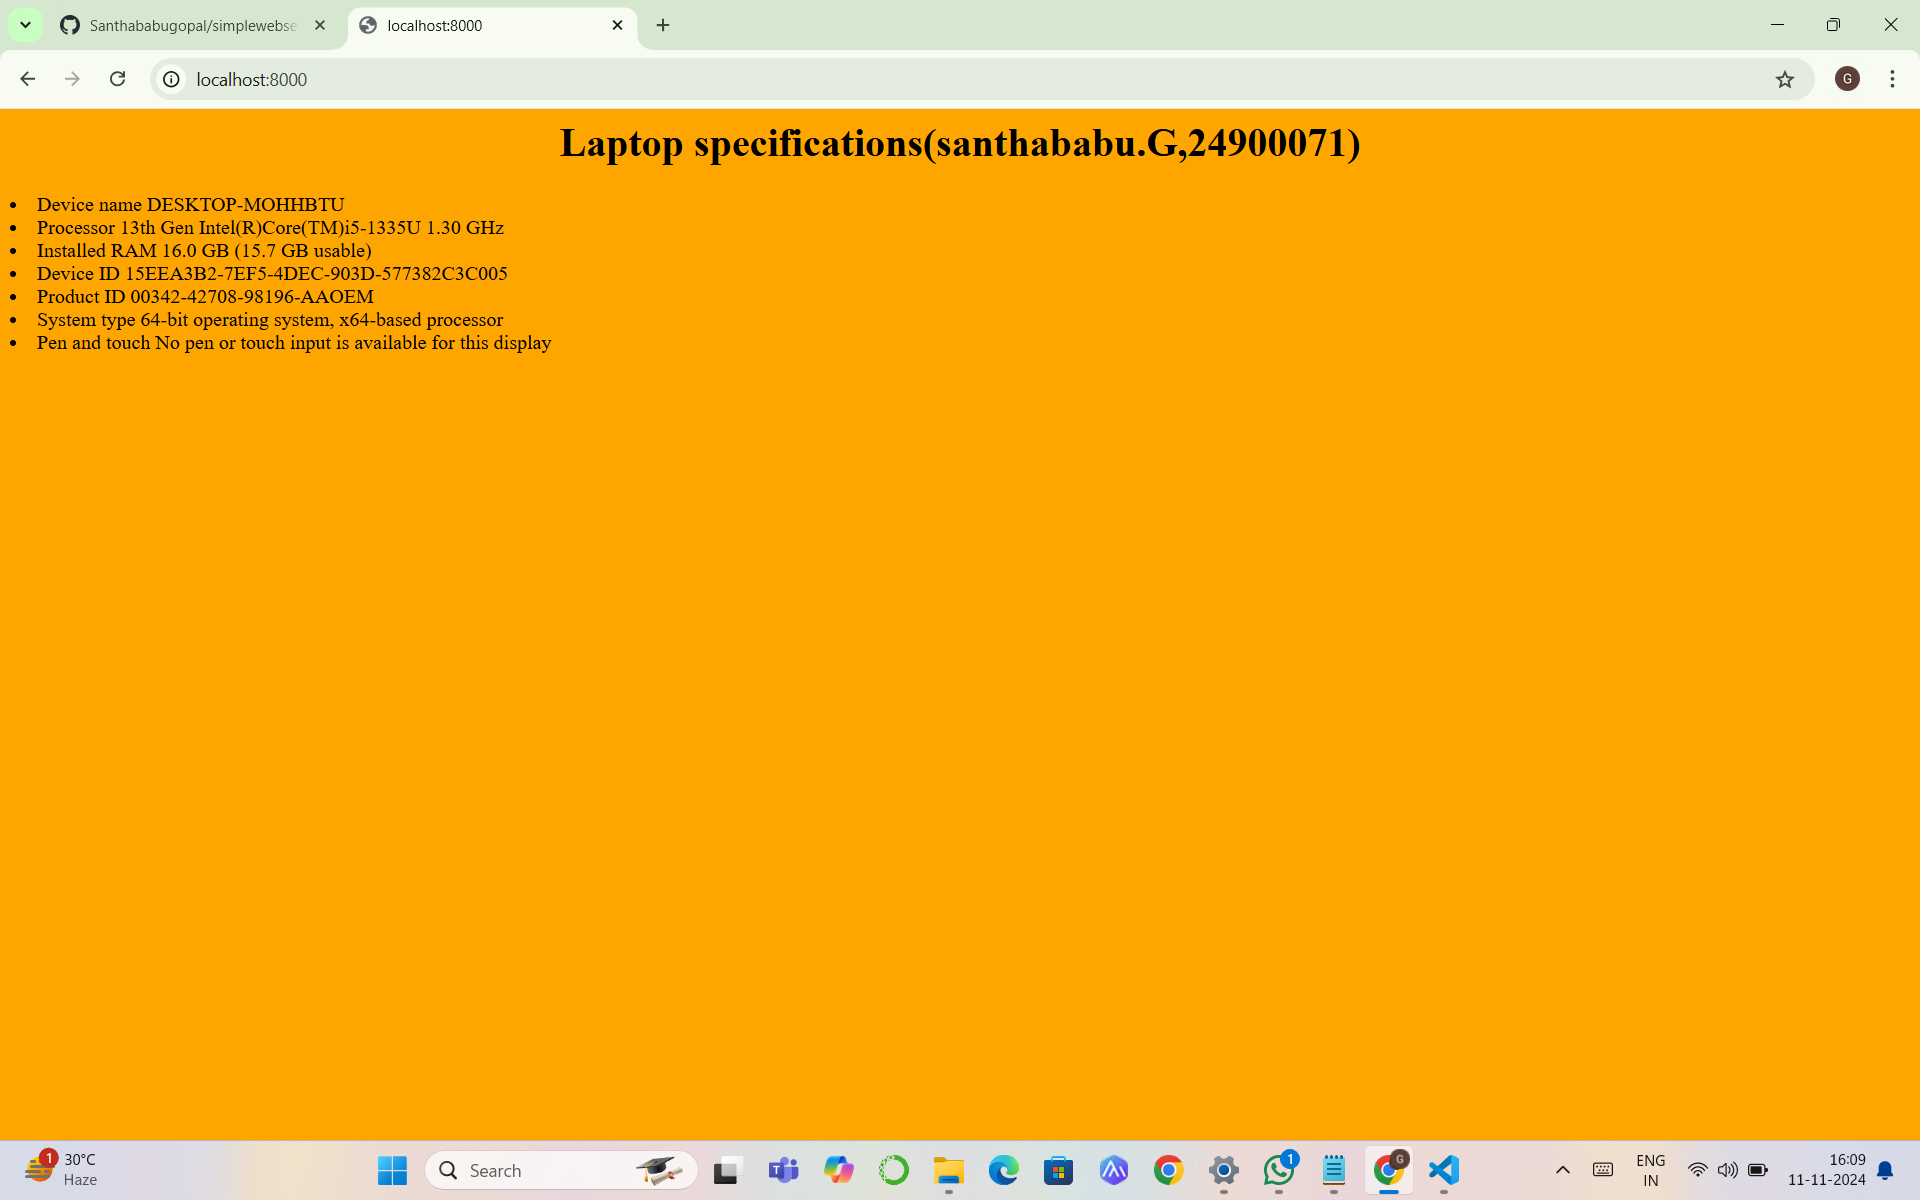 Santhababugopal/simplewebse
localhost:8000
localhost:8000
G
Laptop specifications(santhababu.G,24900071)
• Device name DESKTOP-MOHHBTU
• Processor 13th Gen Intel(R)Core(TM)i5-1335U 1.30 GHz
• Installed RAM 16.0 GB (15.7 GB usable)
• Device ID 15EEA3B2-7EF5-4DEC-903D-577382C3C005
• Product ID 00342-42708-98196-AAOEM
• System type 64-bit operating system, x64-based processor
• Pen and touch No pen or touch input is available for this display
1
30°C
Haze
Search
T
1
G
ENG
IN
16:09
11-11-2024